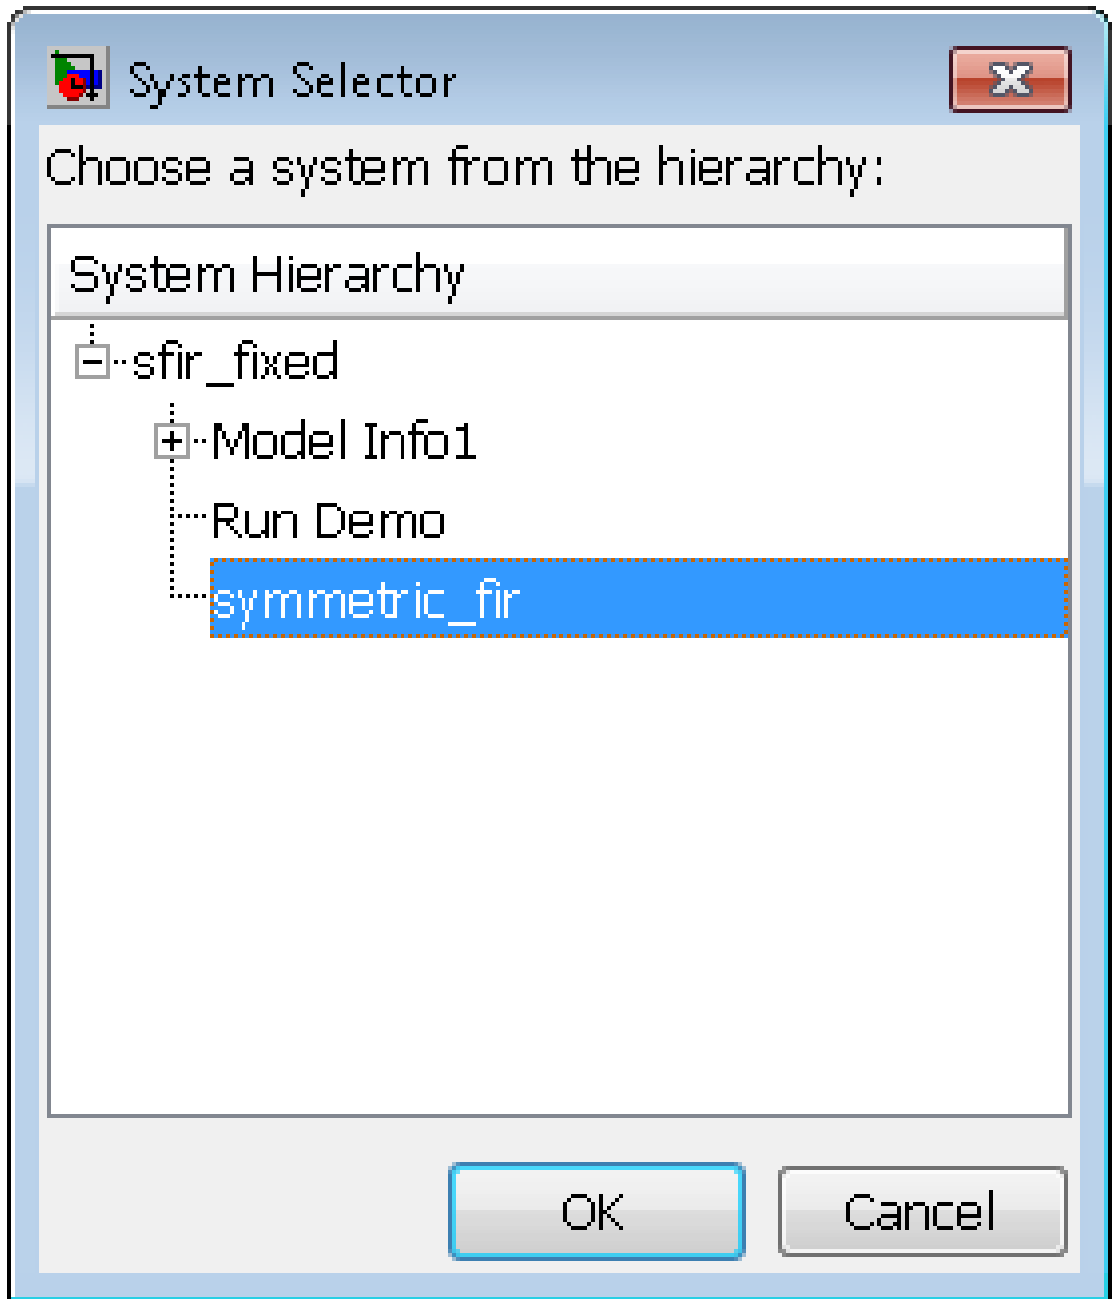 System Selector
Choose a system from the hierarchy:
System Hierarchy
sfir_fixed
Model Info1
Run Demo
symmetric_fir
OK Cancel